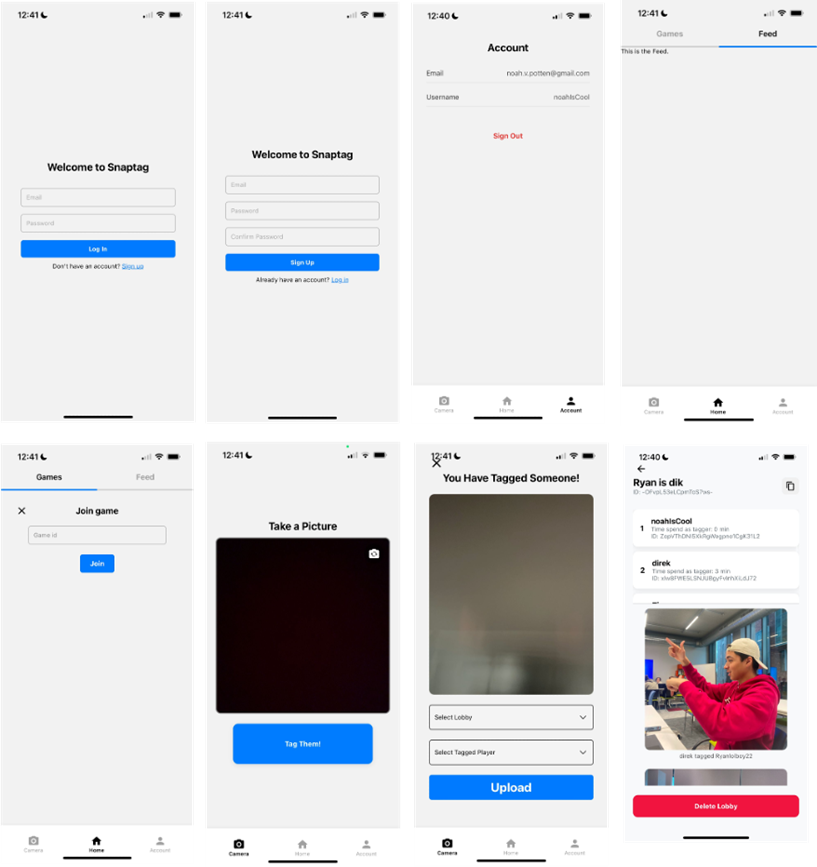 12:41
Welcome to Snaptag
Email
Password
Log In
Don't have an account? Sign up
12:41
Welcome to Snaptag
Email
Password
Confirm Password
Sign Up
Already have an account? Log in
12:40
Account
Email noah.v.potten@gmail.com
Username noahIsCool
Sign Out
Camera Home Account
12:41
Games Feed
This is the Feed.
Camera Home Account
12:41
Games Feed
Join game
Game id
Join
Camera Home Account
12:41
Take a Picture
Tag Them!
Camera Home Account
12:41
You Have Tagged Someone!
Select Lobby
Select Tagged Player
Upload
Camera Home Account
12:40
Ryan is dik
ID:
1 noahIsCool
Time spend as tagger: 0 min
ID:
2 direk
Time spend as tagger: 3 min
ID:
direk tagged Ryanloboy22
Delete Lobby